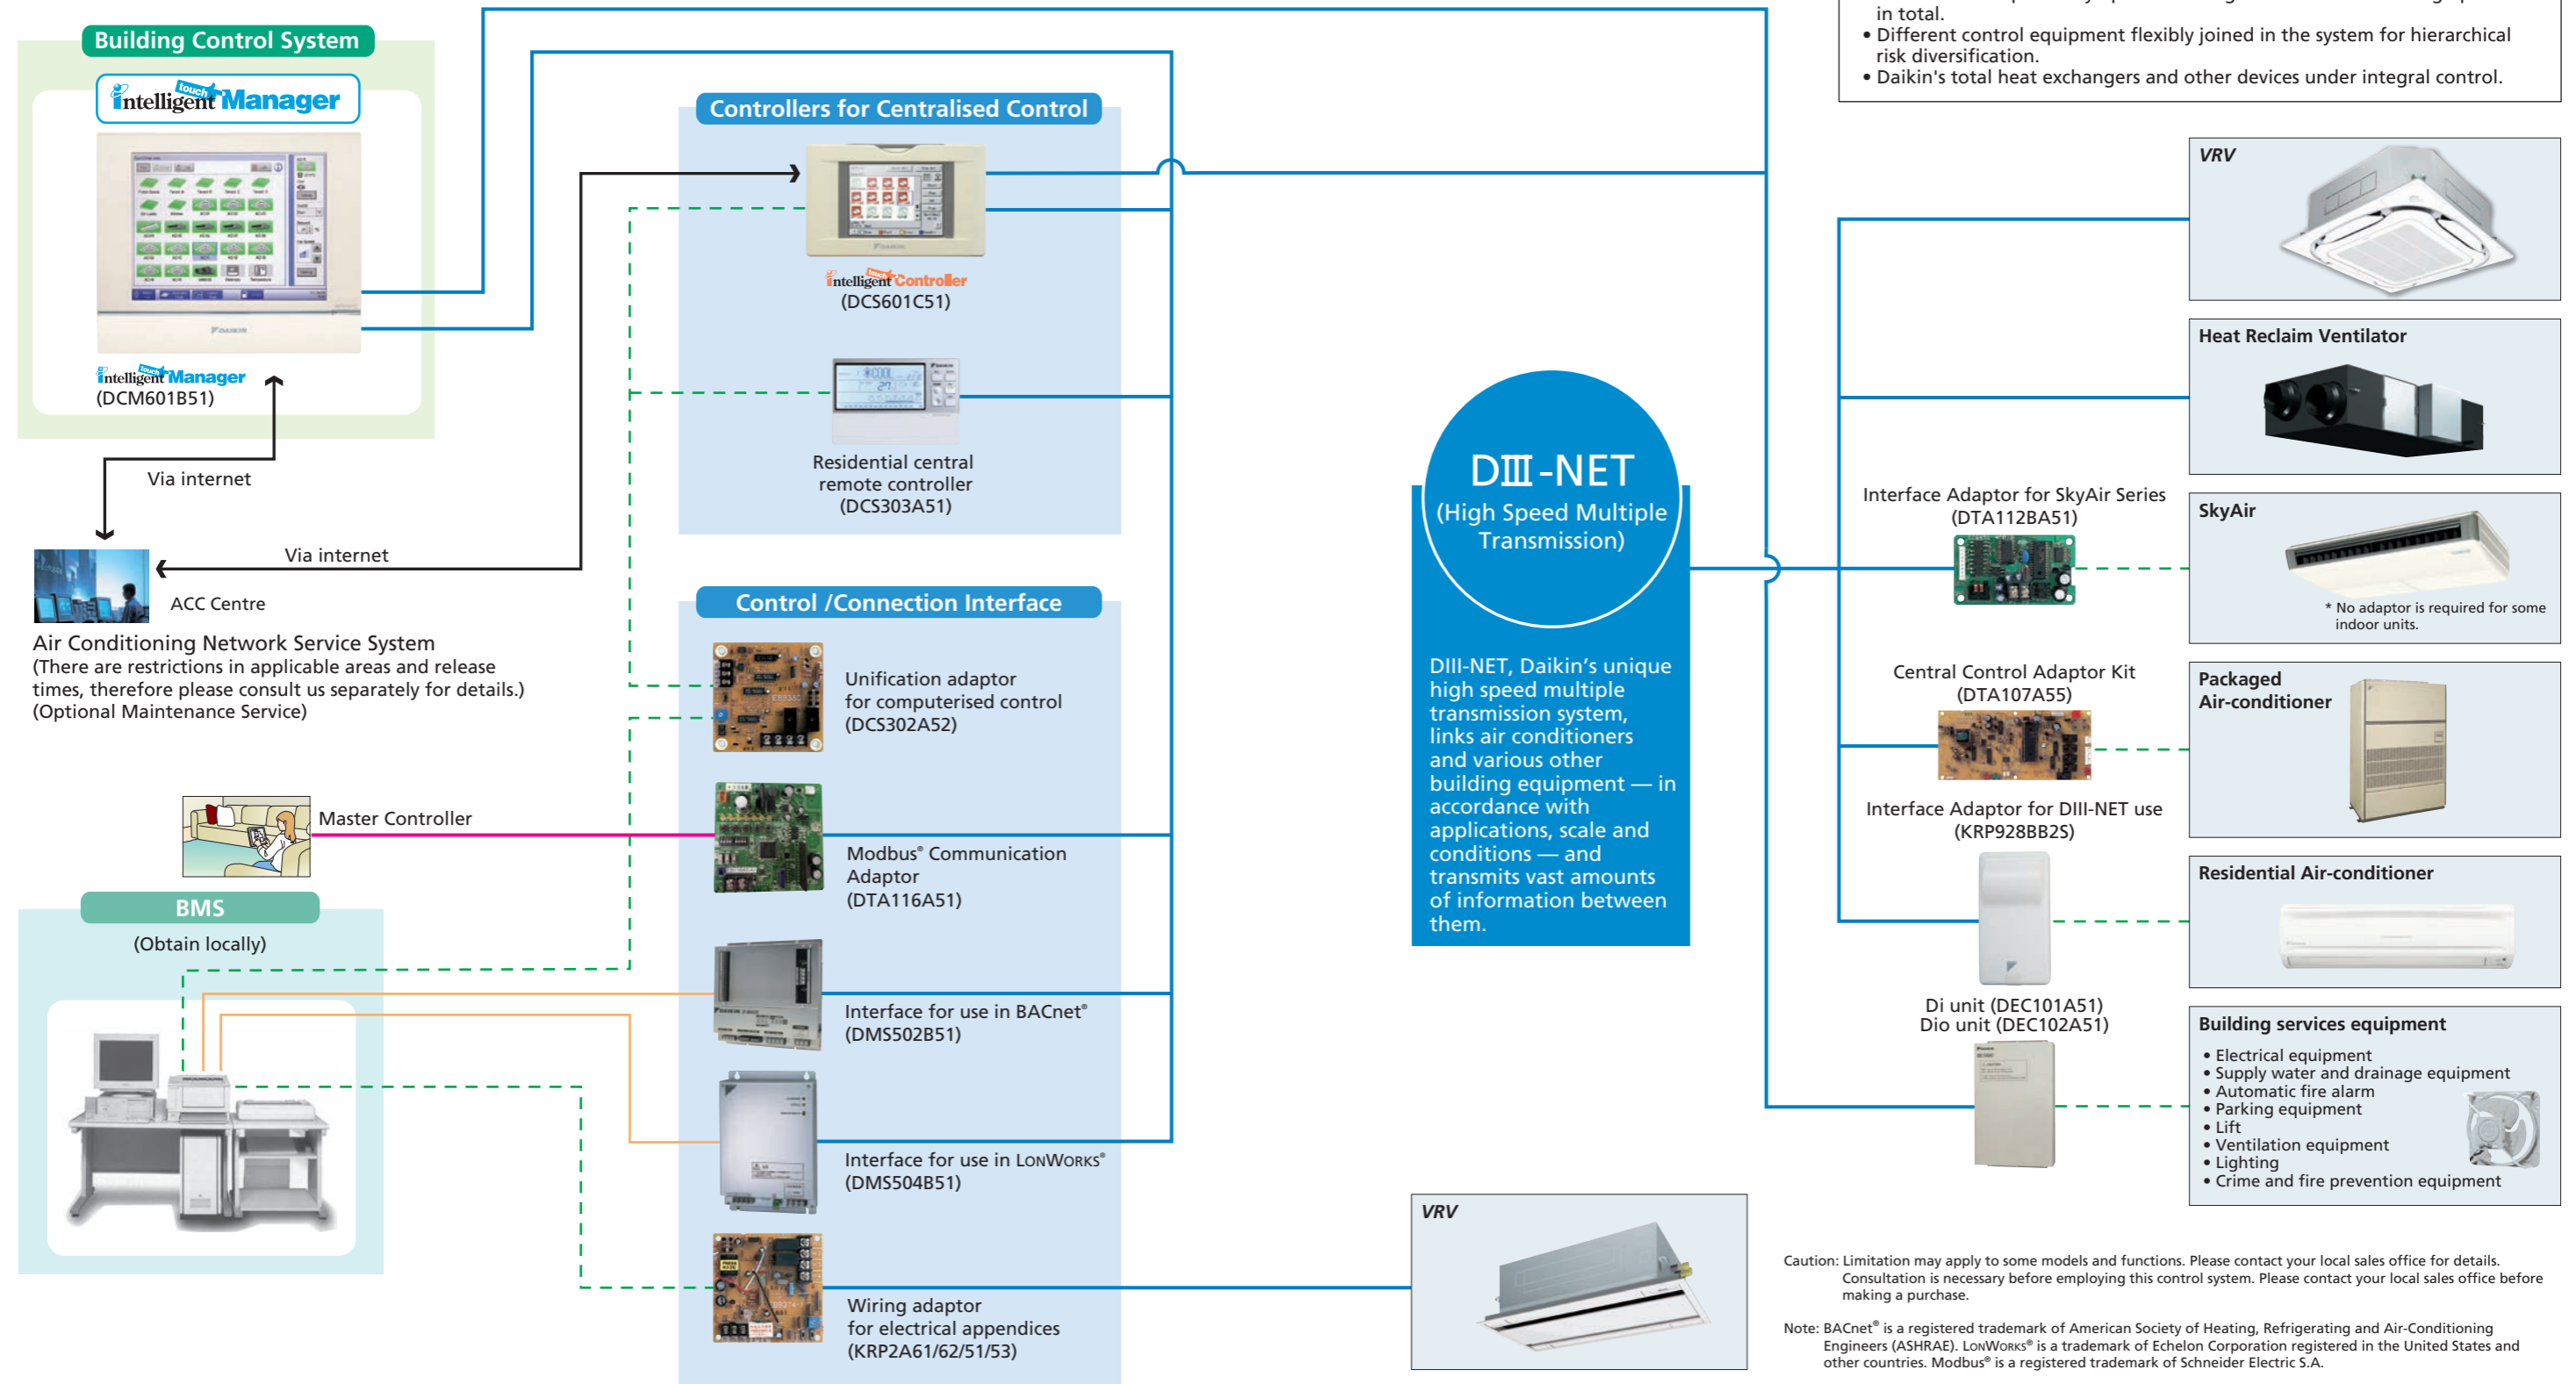 in total.
• Different control equipment flexibly joined in the system for hierarchical
risk diversification.
• Daikin's total heat exchangers and other devices under integral control.
Building Control System
intelligent touch Manager
DAIKIN
intelligent touch Manager
(DCM601B51)
Via internet
Via internet
ACC Centre
Air Conditioning Network Service System
(There are restrictions in applicable areas and release
times, therefore please consult us separately for details.)
(Optional Maintenance Service)
Master Controller
BMS
(Obtain locally)
Controllers for Centralised Control
DAIKIN
intelligent touch Controller
(DCS601C51)
COOL
Residential central
remote controller
(DCS303A51)
Control /Connection Interface
Unification adaptor
for computerised control
(DCS302A52)
Modbus® Communication
Adaptor
(DTA116A51)
Interface for use in BACnet®
(DMS502B51)
Interface for use in LONWORKS®
(DMS504B51)
Wiring adaptor
for electrical appendices
(KRP2A61/62/51/53)
DIII-NET
(High Speed Multiple
Transmission)
DIII-NET, Daikin's unique
high speed multiple
transmission system,
links air conditioners
and various other
building equipment — in
accordance with
applications, scale and
conditions — and
transmits vast amounts
of information between
them.
VRV
VRV
Heat Reclaim Ventilator
Interface Adaptor for SkyAir Series
(DTA112BA51)
SkyAir
* No adaptor is required for some
indoor units.
Central Control Adaptor Kit
(DTA107A55)
Packaged
Air-conditioner
Interface Adaptor for DIII-NET use
(KRP928BB2S)
Residential Air-conditioner
Di unit (DEC101A51)
Dio unit (DEC102A51)
Building services equipment
• Electrical equipment
• Supply water and drainage equipment
• Automatic fire alarm
• Parking equipment
• Lift
• Ventilation equipment
• Lighting
• Crime and fire prevention equipment
Caution: Limitation may apply to some models and functions. Please contact your local sales office for details.
Consultation is necessary before employing this control system. Please contact your local sales office before
making a purchase.
Note: BACnet® is a registered trademark of American Society of Heating, Refrigerating and Air-Conditioning
Engineers (ASHRAE). LONWORKS® is a trademark of Echelon Corporation registered in the United States and
other countries. Modbus® is a registered trademark of Schneider Electric S.A.